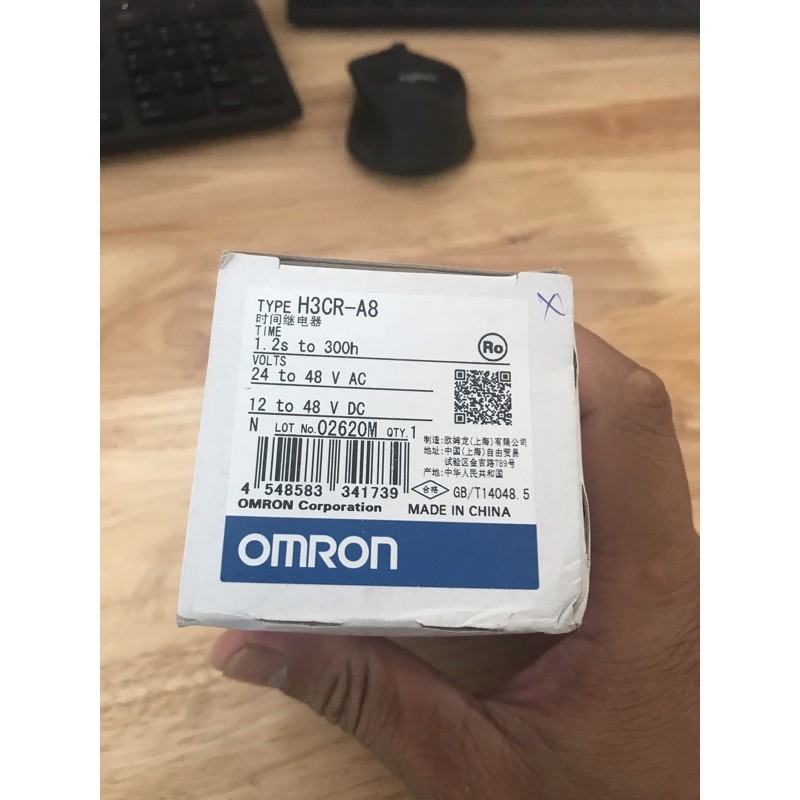 TYPE H3CR-A8
时间继电器
TIME
1.2s to 300h
Ro
VOLTS
24 to 48 V AC
12 to 48 V DC
N LOT No. 02620M QTY. 1
制造:欧姆龙(上海)有限公司
地址:中国(上海)自由贸易
试验区金吉路789号
产地:中华人民共和国
4 548583 341739
合格 GB/T14048.5
OMRON Corporation MADE IN CHINA
OMRON
X